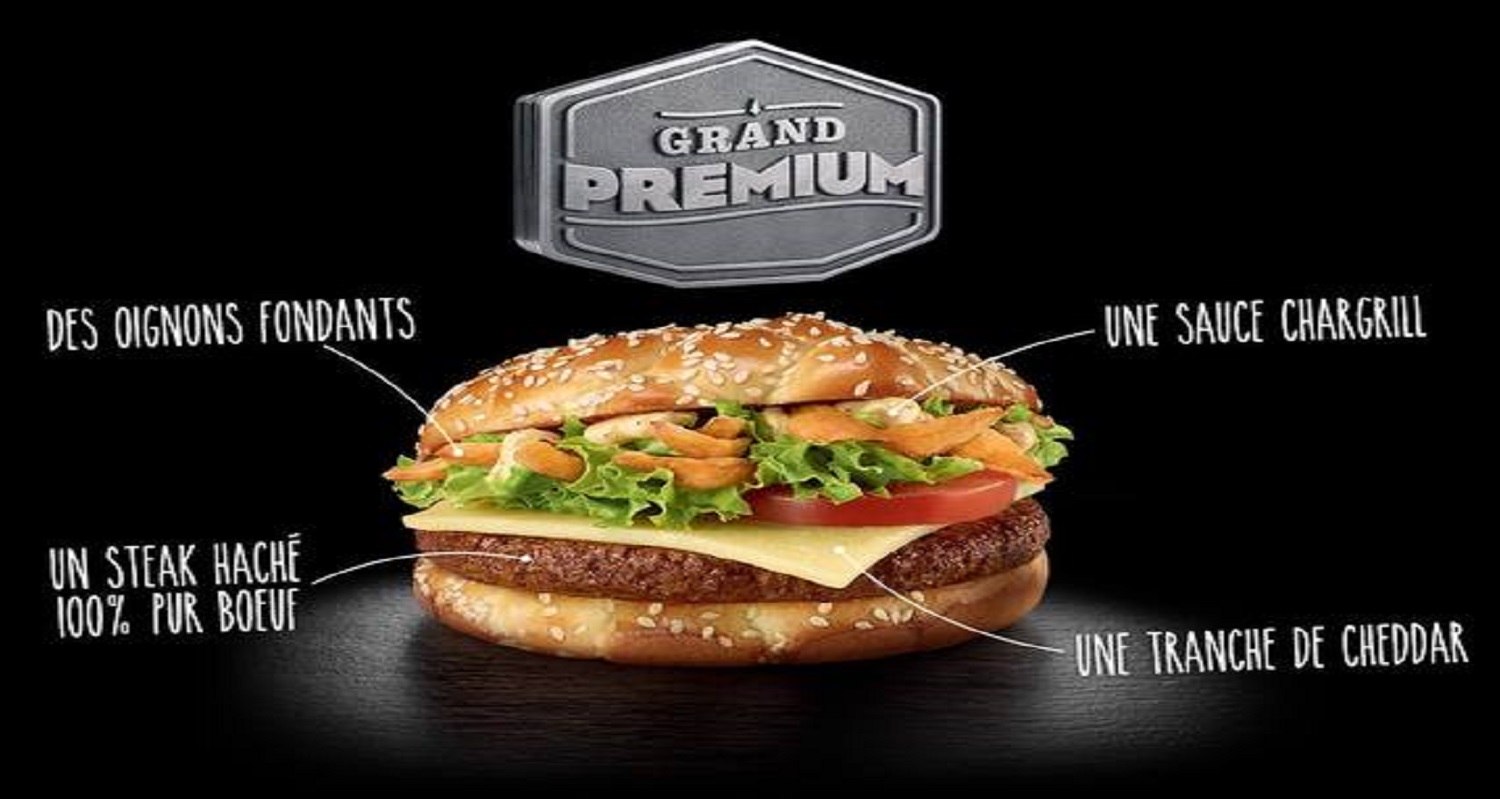 GRAND
PREMIUM
DES OIGNONS FONDANTS
UNE SAUCE CHARGRILL
UN STEAK HACHÉ
100% PUR BOEUF
UNE TRANCHE DE CHEDDAR